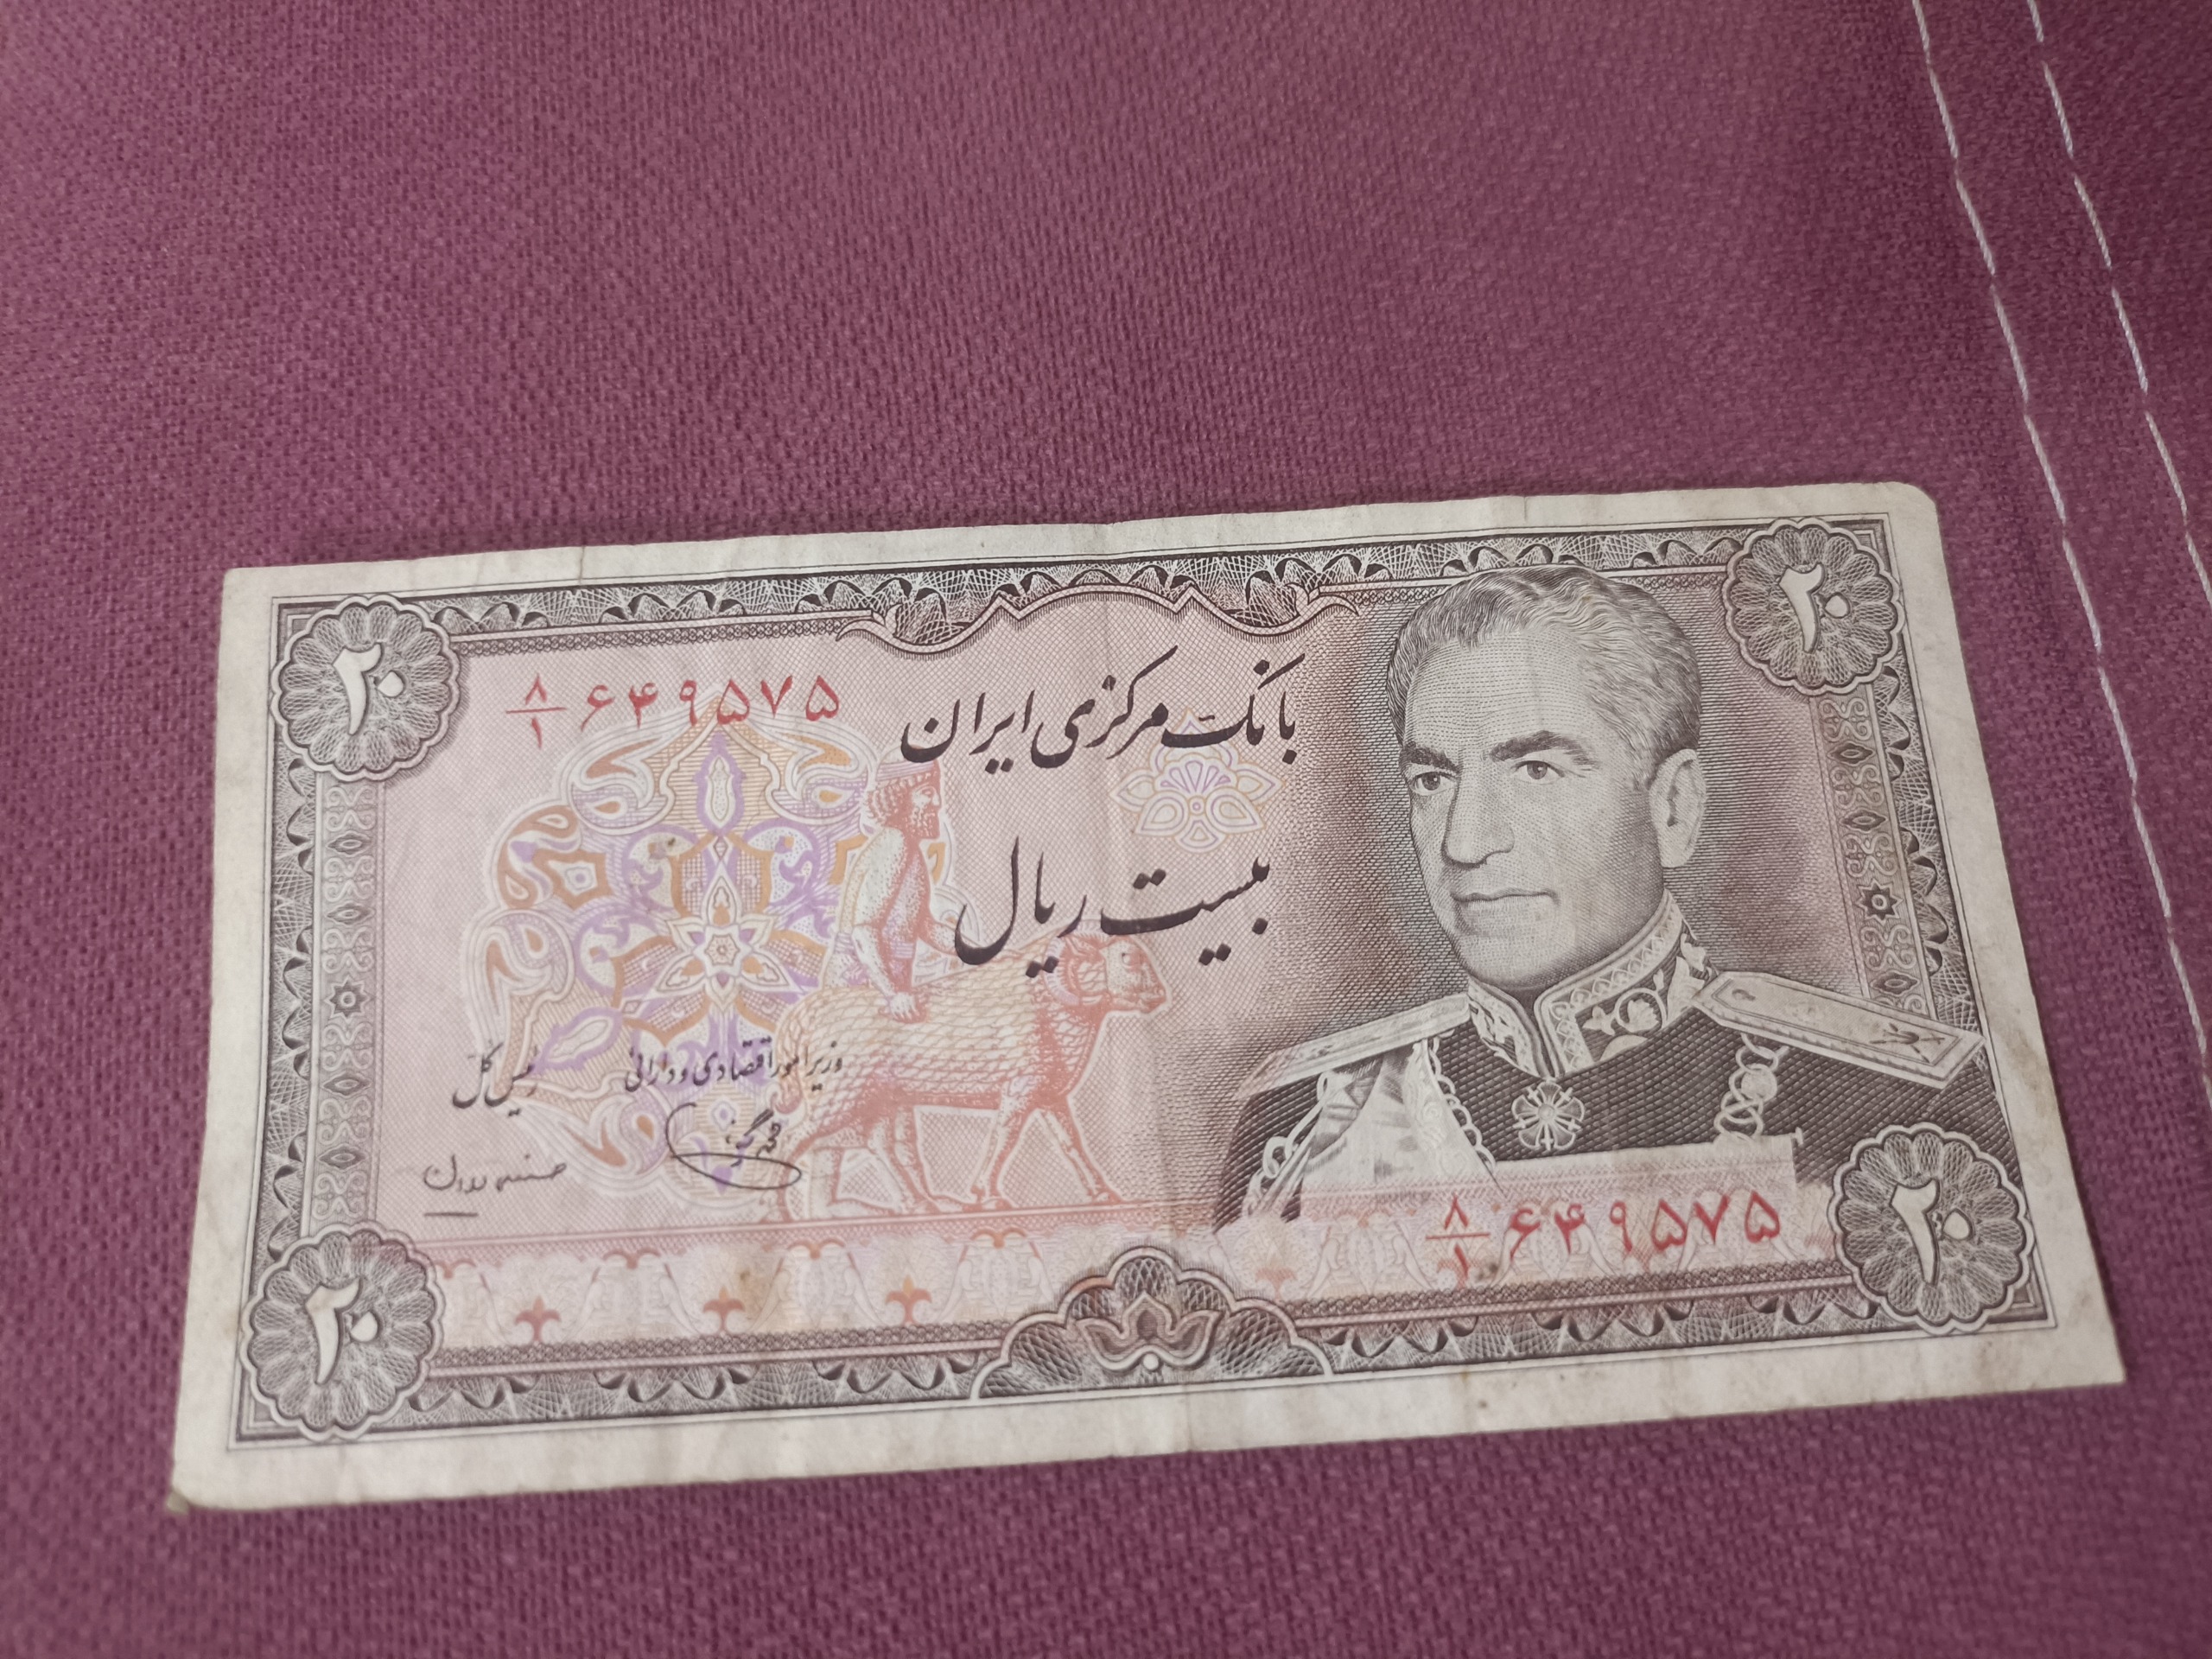 ۲۰
۲۰
۸/۱ ۶۴۹۵۷۵
بانک مرکزی ایران
بیست ریال
وزیر امور اقتصادی و دارائی
رئیس کل
۸/۱ ۶۴۹۵۷۵
۲۰
۲۰